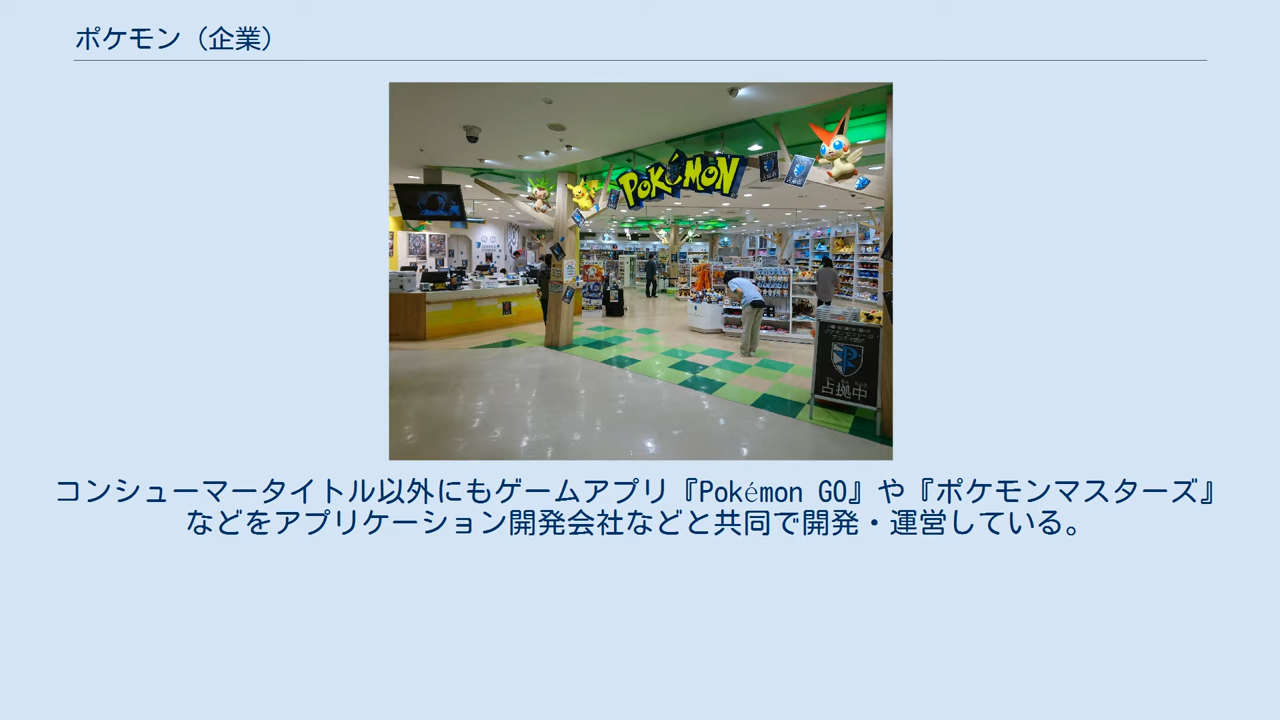 ポケモン（企業）
POKéMON
コンシューマータイトル以外にもゲームアプリ『Pokémon GO』や『ポケモンマスターズ』
などをアプリケーション開発会社などと共同で開発・運営している。